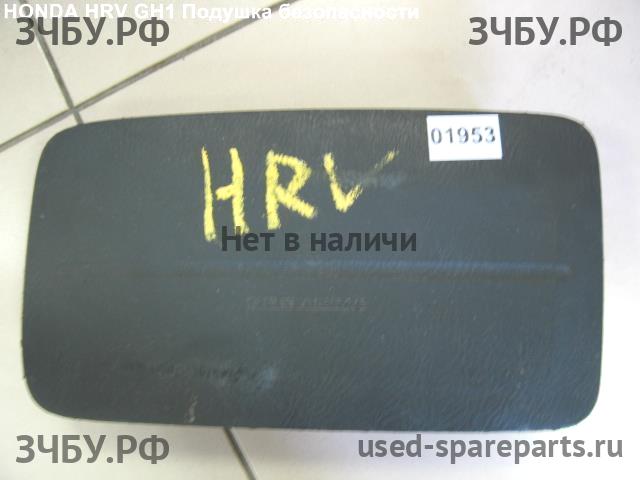 HONDA HRV GH1 Подушка безопасности
ЗЧБУ.РФ ЗЧБУ.РФ
01953
HRV
Нет в наличи
ЗЧБУ.РФ used-spareparts.ru